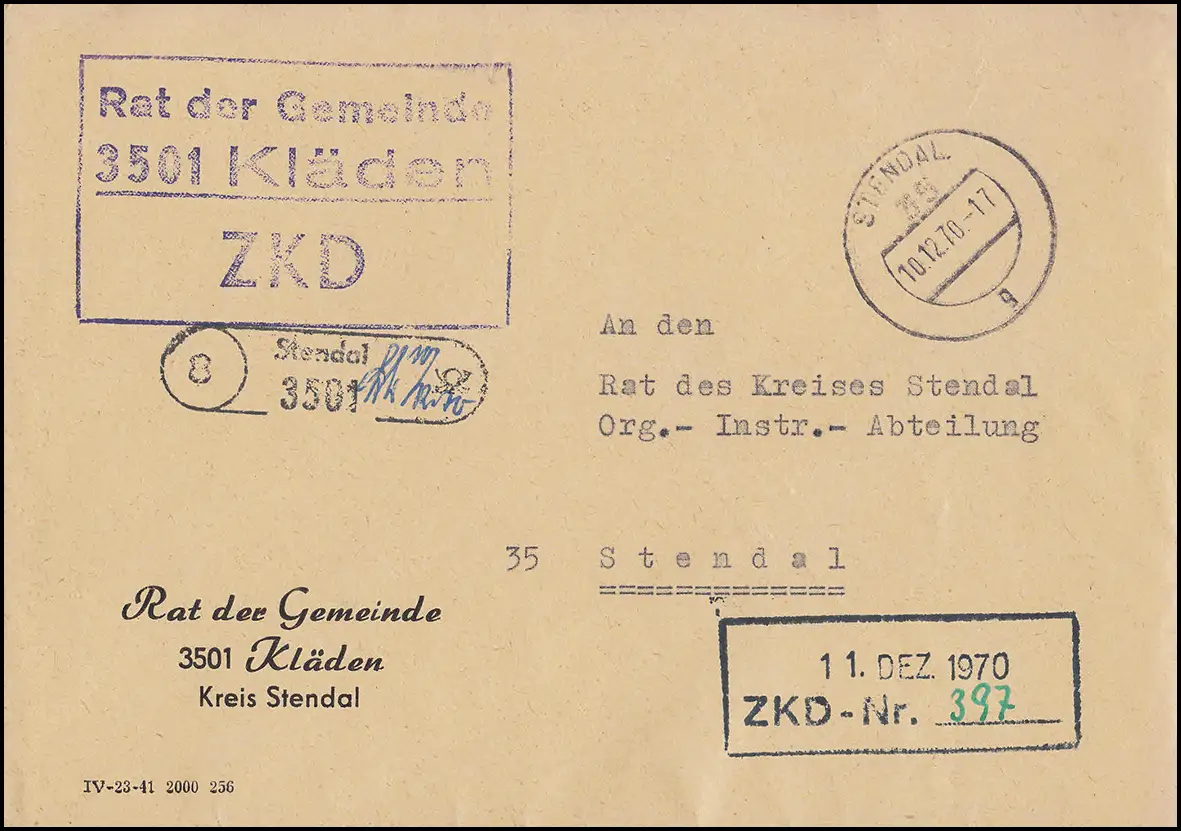 Rat der Gemeinde
3501 Kläden
ZKD
STENDAL
10.12.70.-17
g
8
Stendal
3501
An den
Rat des Kreises Stendal
Org.- Instr.- Abteilung
35 Stendal
Rat der Gemeinde
3501 Kläden
Kreis Stendal
11. DEZ. 1970
ZKD-Nr. 397
IV-23-41 2000 256